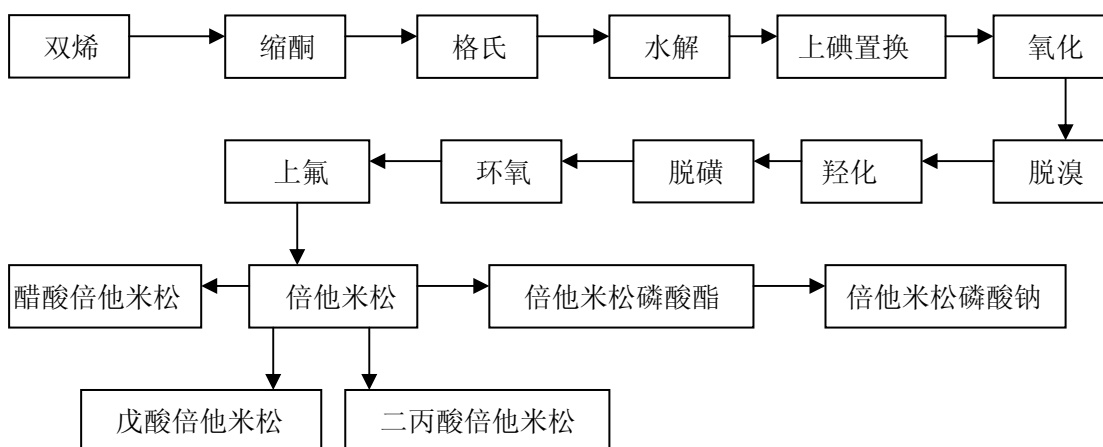 双烯
缩酮
格氏
水解
上碘置换
氧化
上氟
环氧
脱磺
羟化
脱溴
醋酸倍他米松
倍他米松
倍他米松磷酸酯
倍他米松磷酸钠
戊酸倍他米松
二丙酸倍他米松